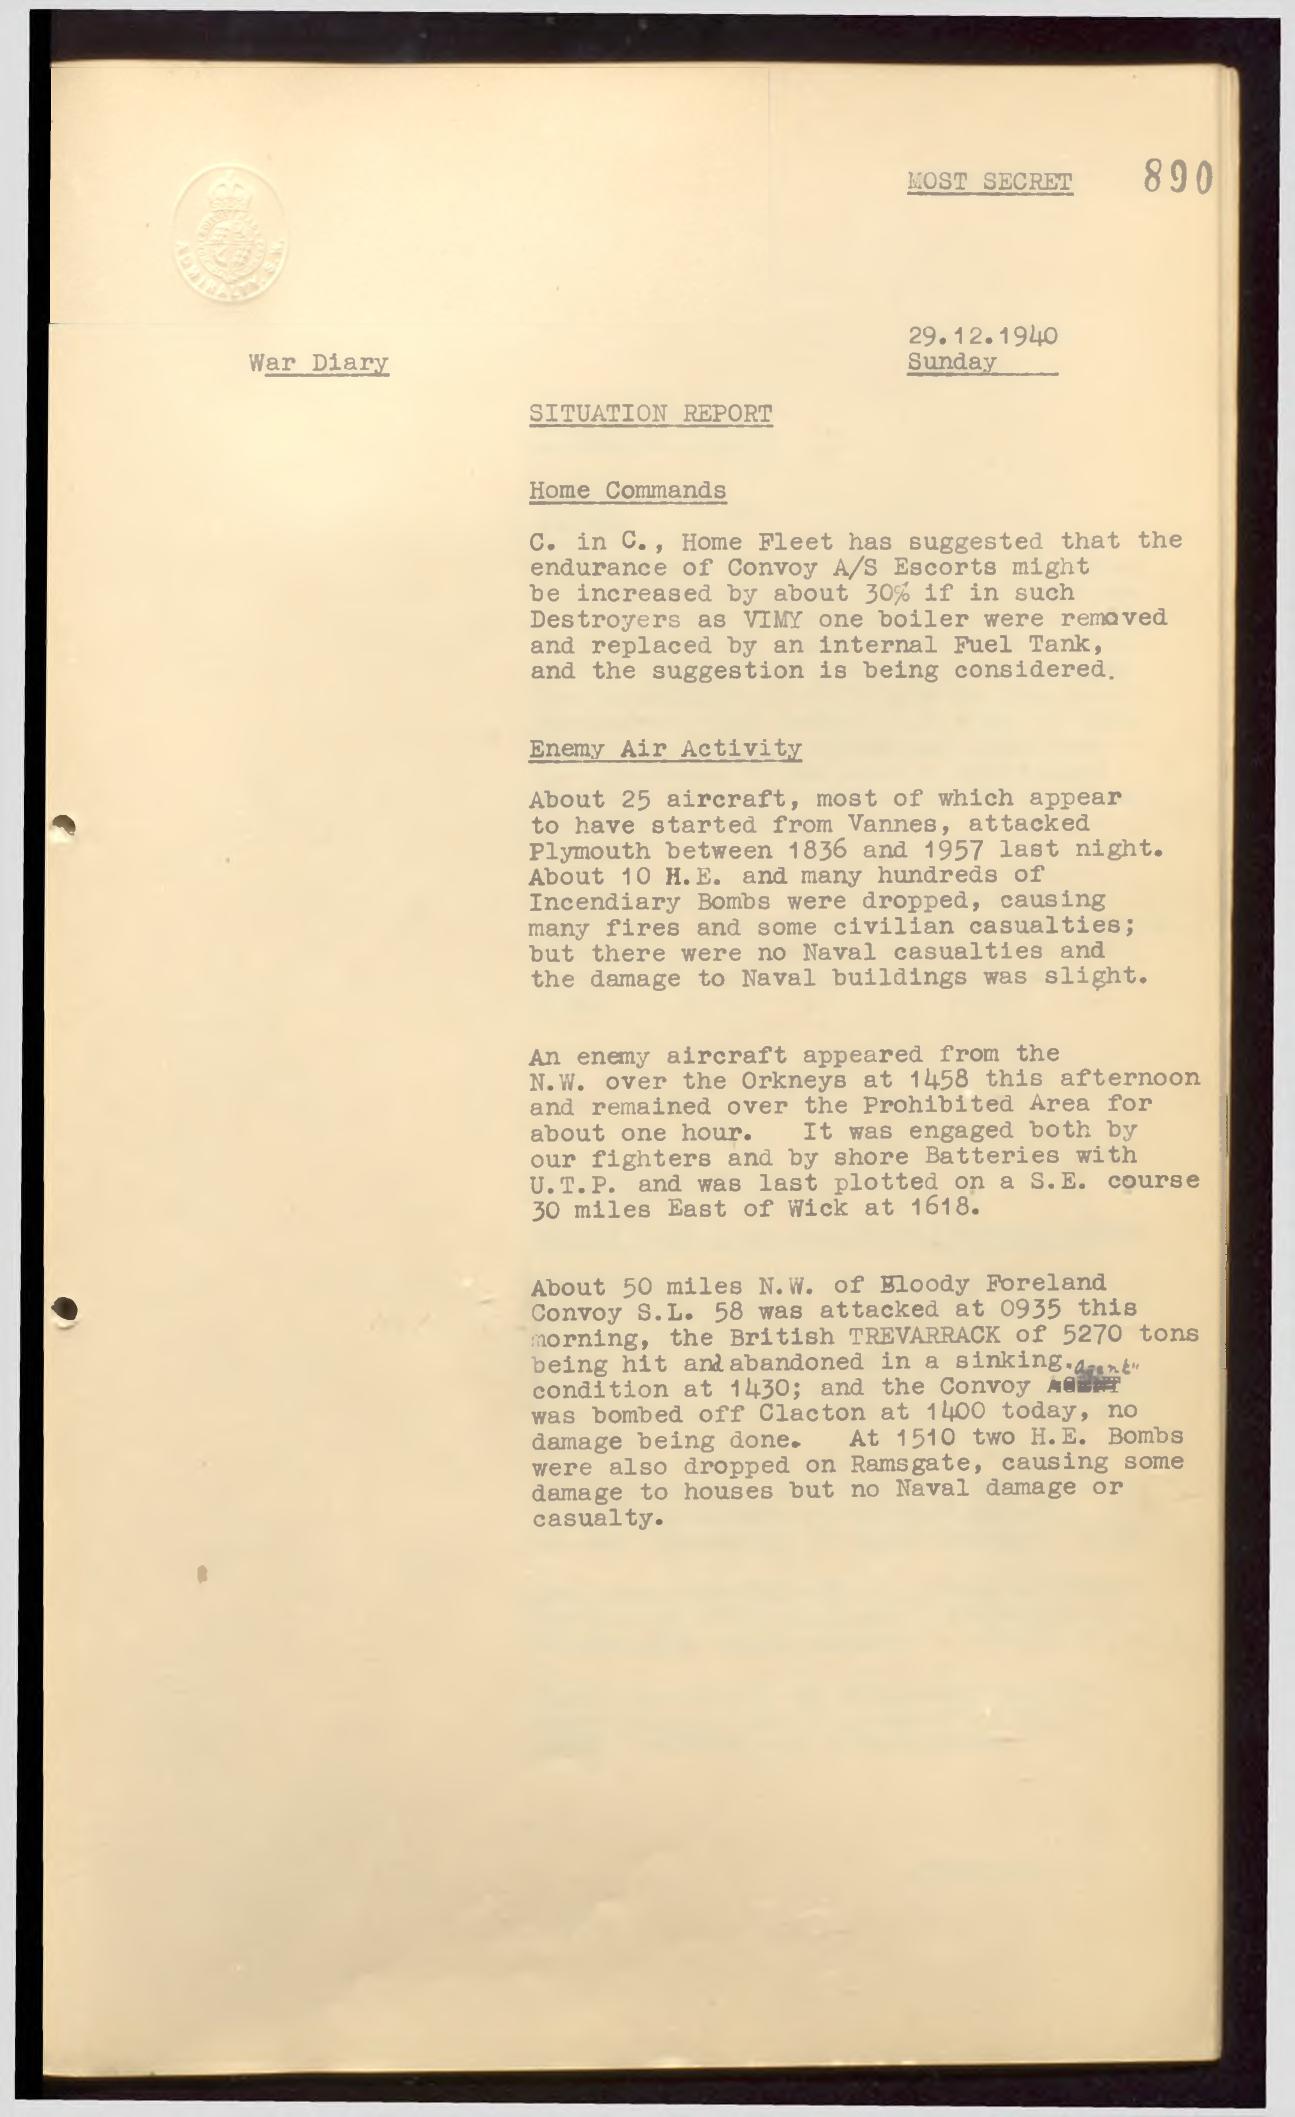 MOST SECRET 890
ADMIRALTY. S.W.
29.12.1940
War Diary
Sunday
SITUATION REPORT
Home Commands
C. in C., Home Fleet has suggested that the
endurance of Convoy A/S Escorts might
be increased by about 30% if in such
Destroyers as VIMY one boiler were removed
and replaced by an internal Fuel Tank,
and the suggestion is being considered.
Enemy Air Activity
About 25 aircraft, most of which appear
to have started from Vannes, attacked
Plymouth between 1836 and 1957 last night.
About 10 H.E. and many hundreds of
Incendiary Bombs were dropped, causing
many fires and some civilian casualties;
but there were no Naval casualties and
the damage to Naval buildings was slight.
An enemy aircraft appeared from the
N.W. over the Orkneys at 1458 this afternoon
and remained over the Prohibited Area for
about one hour. It was engaged both by
our fighters and by shore Batteries with
U.T.P. and was last plotted on a S.E. course
30 miles East of Wick at 1618.
About 50 miles N.W. of Bloody Foreland
Convoy S.L. 58 was attacked at 0935 this
morning, the British TREVARRACK of 5270 tons
being hit and abandoned in a sinking.
Agent"
condition at 1430; and the Convoy
was bombed off Clacton at 1400 today, no
damage being done. At 1510 two H.E. Bombs
were also dropped on Ramsgate, causing some
damage to houses but no Naval damage or
casualty.